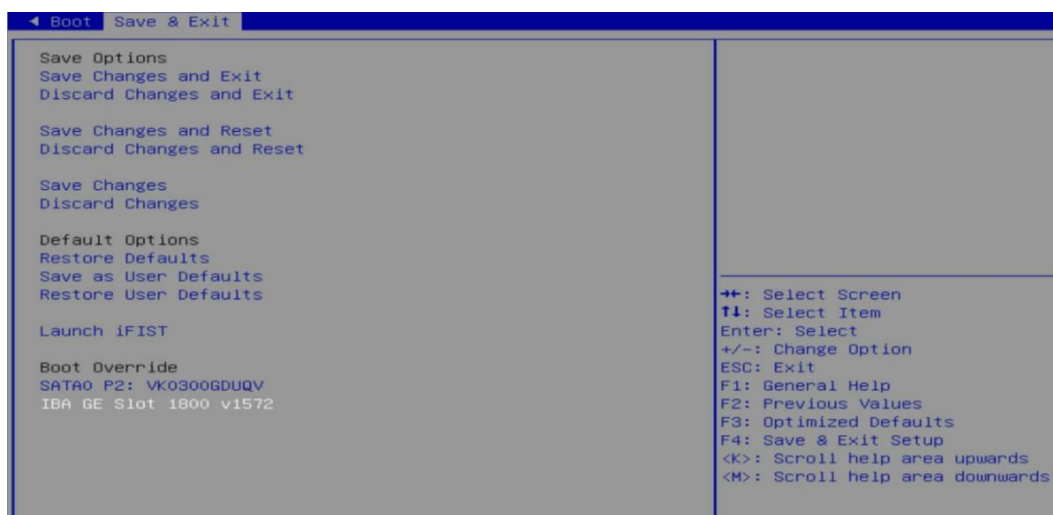 ◄ Boot Save & Exit
Save Options
Save Changes and Exit
Discard Changes and Exit
Save Changes and Reset
Discard Changes and Reset
Save Changes
Discard Changes
Default Options
Restore Defaults
Save as User Defaults
Restore User Defaults
Launch iFIST
Boot Override
SATA0 P2: VK0300GDUQV
IBA GE Slot 1800 v1572
→←: Select Screen
↑↓: Select Item
Enter: Select
+/-: Change Option
ESC: Exit
F1: General Help
F2: Previous Values
F3: Optimized Defaults
F4: Save & Exit Setup
<K>: Scroll help area upwards
<M>: Scroll help area downwards